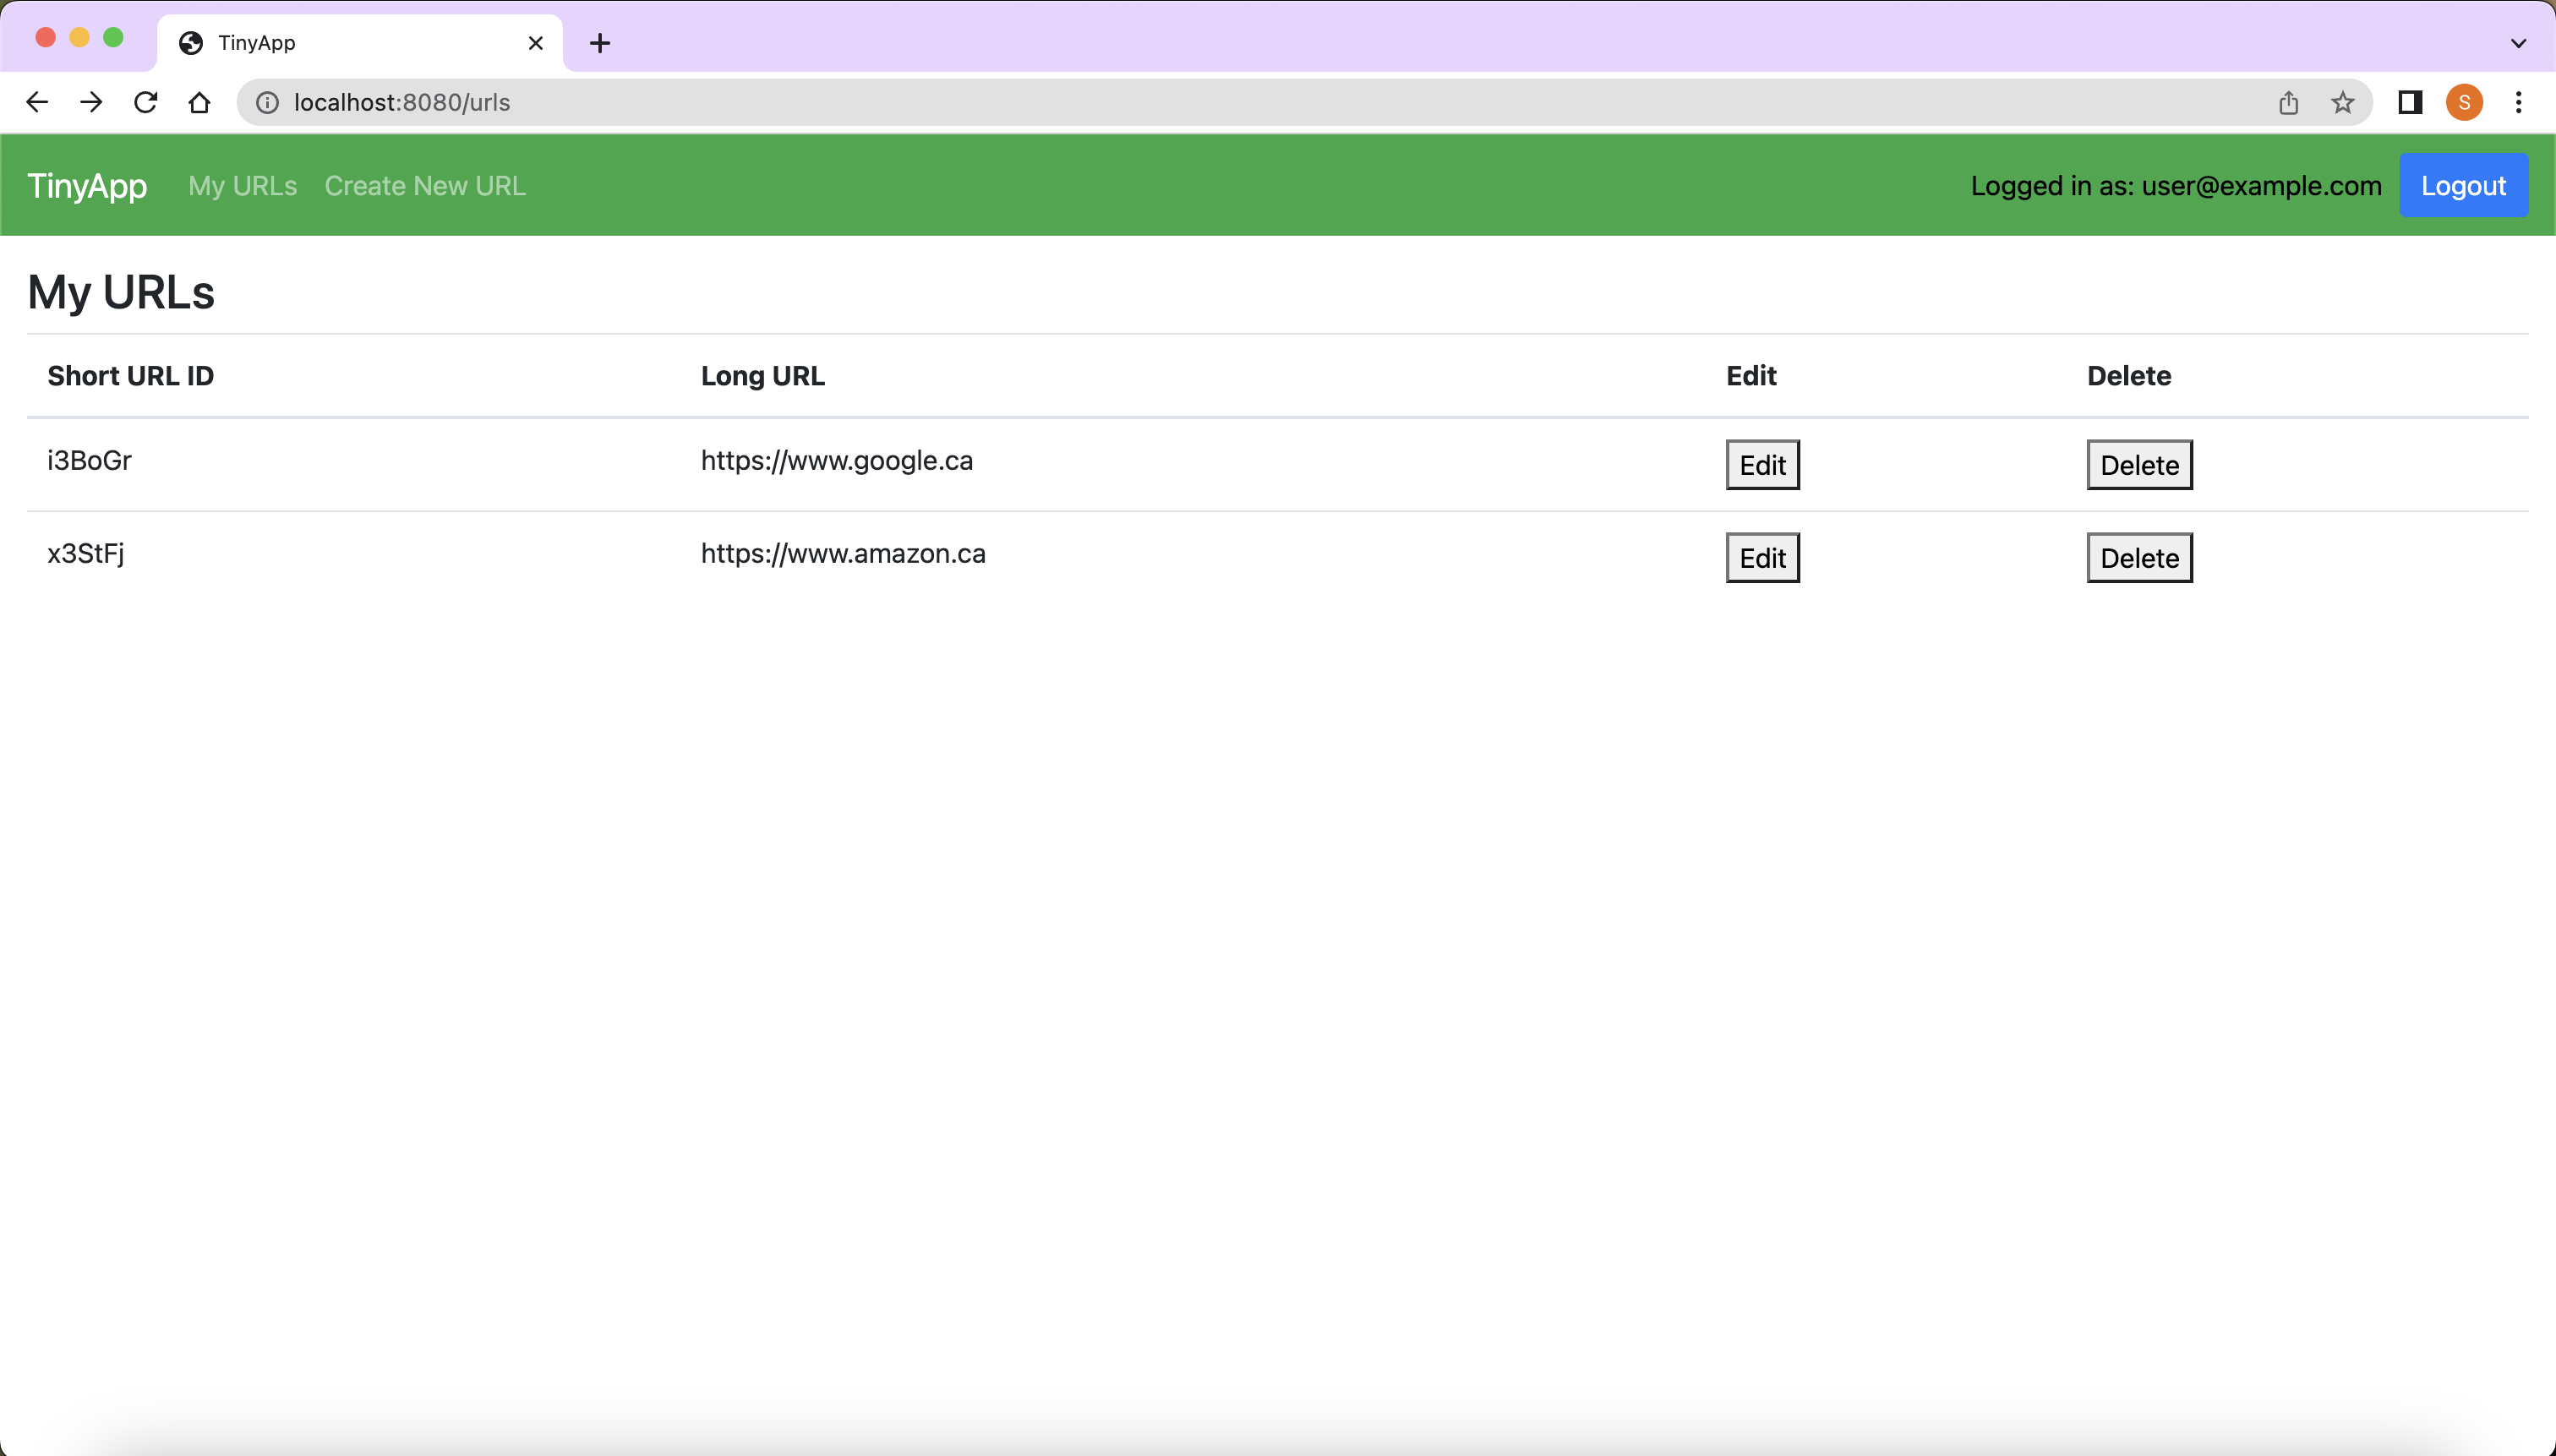 TinyApp
localhost:8080/urls
S
TinyApp My URLs Create New URL Logged in as: user@example.com Logout
My URLs
Short URL ID Long URL Edit Delete
i3BoGr https://www.google.ca Edit Delete
x3StFj https://www.amazon.ca Edit Delete